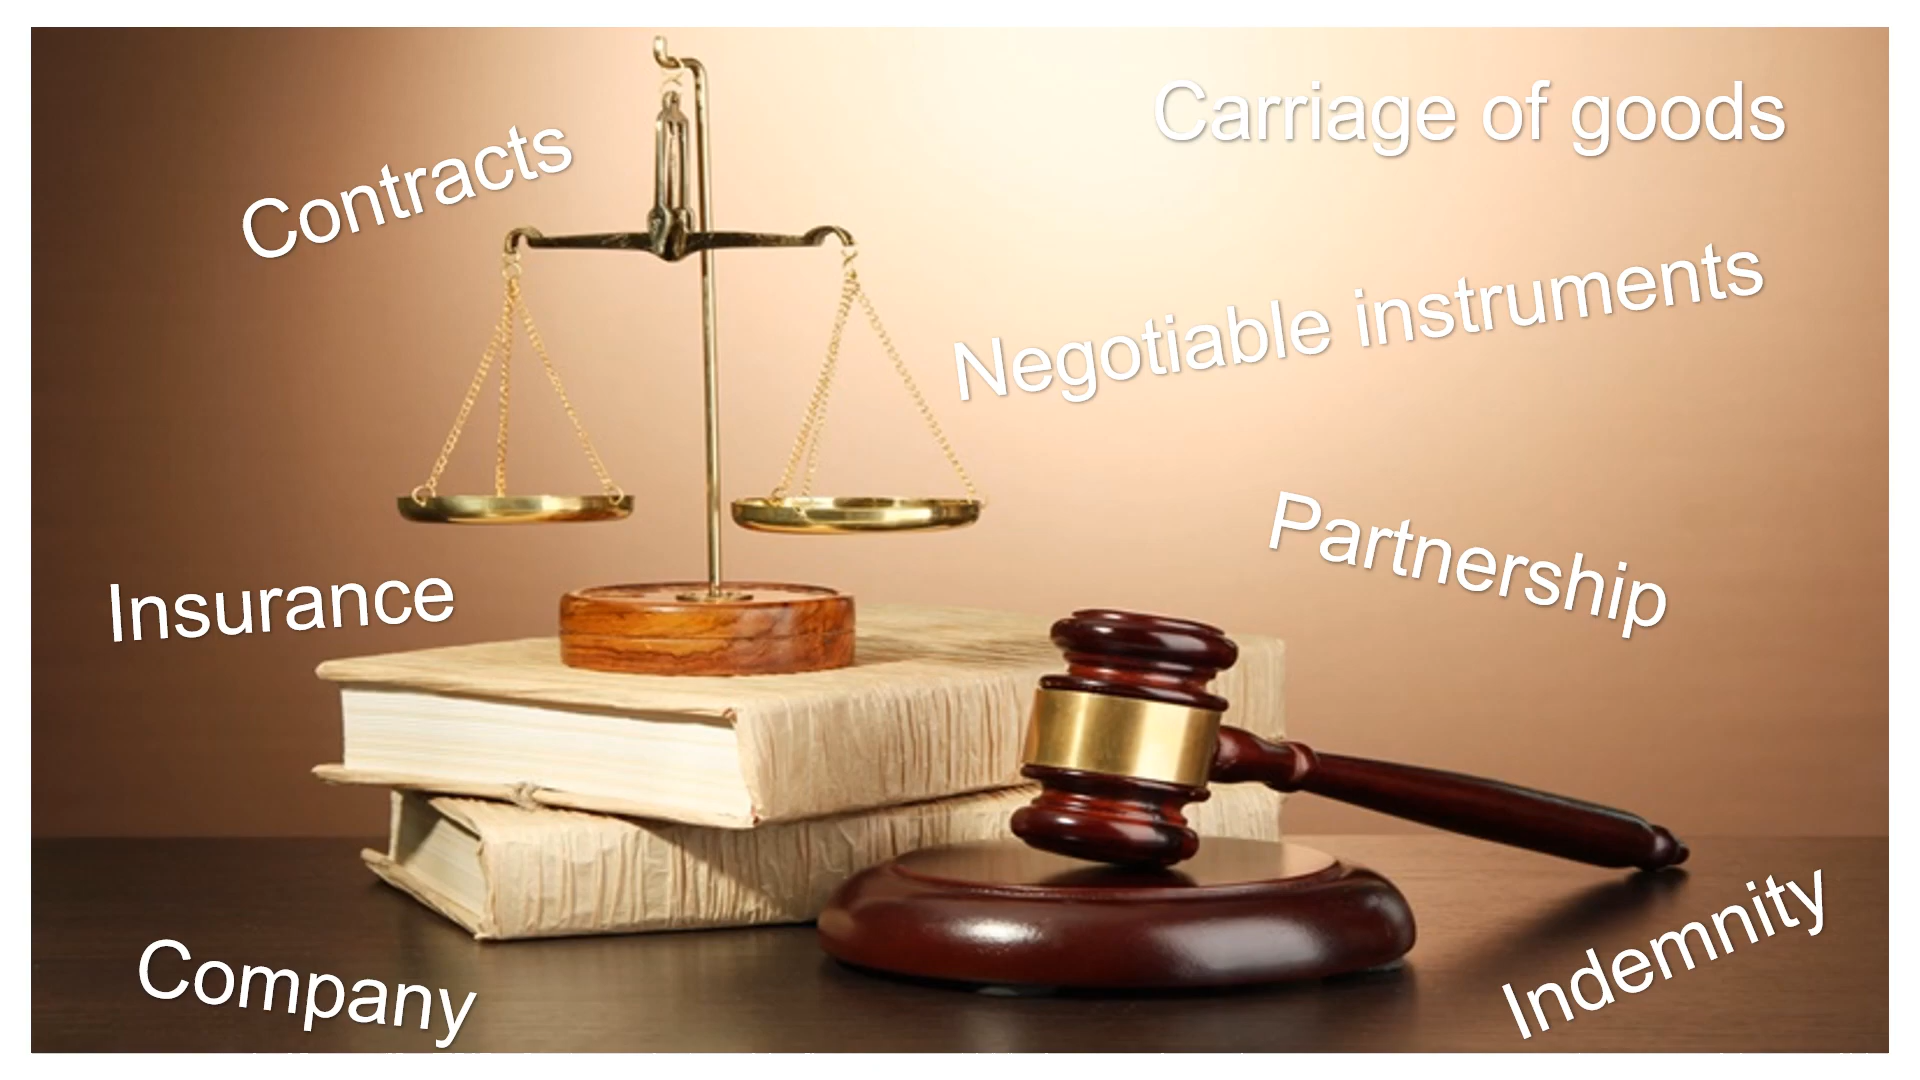 Carriage of goods
Contracts
Negotiable instruments
Partnership
Insurance
Company
Indemnity